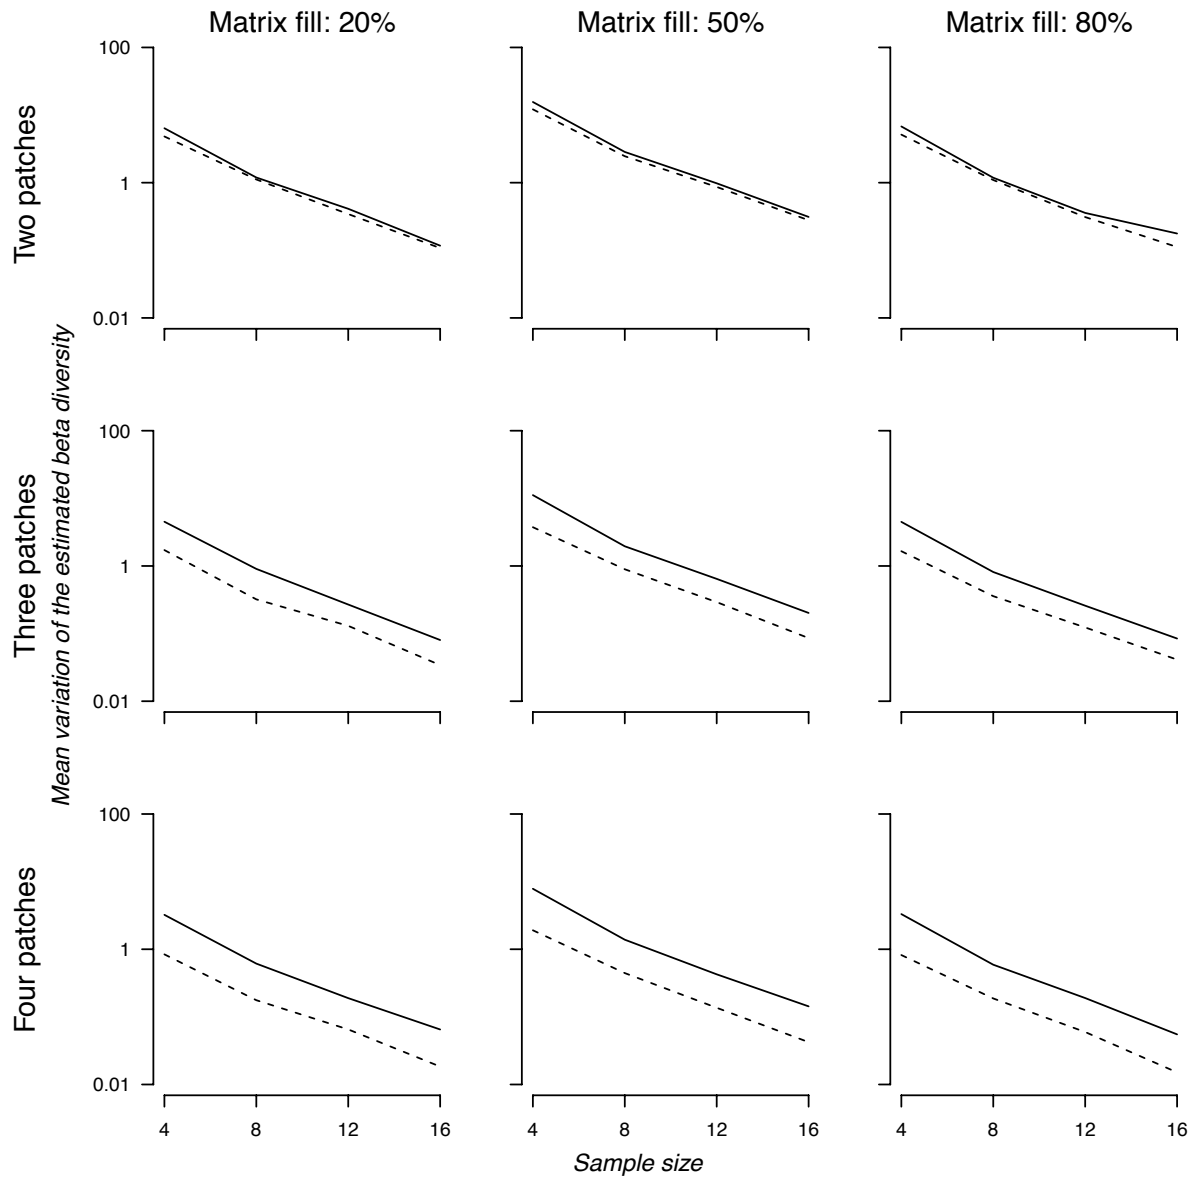 Matrix fill: 20%
Matrix fill: 50%
Matrix fill: 80%
Two patches
100
1
0.01
Mean variation of the estimated beta diversity
Three patches
100
1
0.01
Four patches
100
1
0.01
4 8 12 16
4 8 12 16
4 8 12 16
Sample size